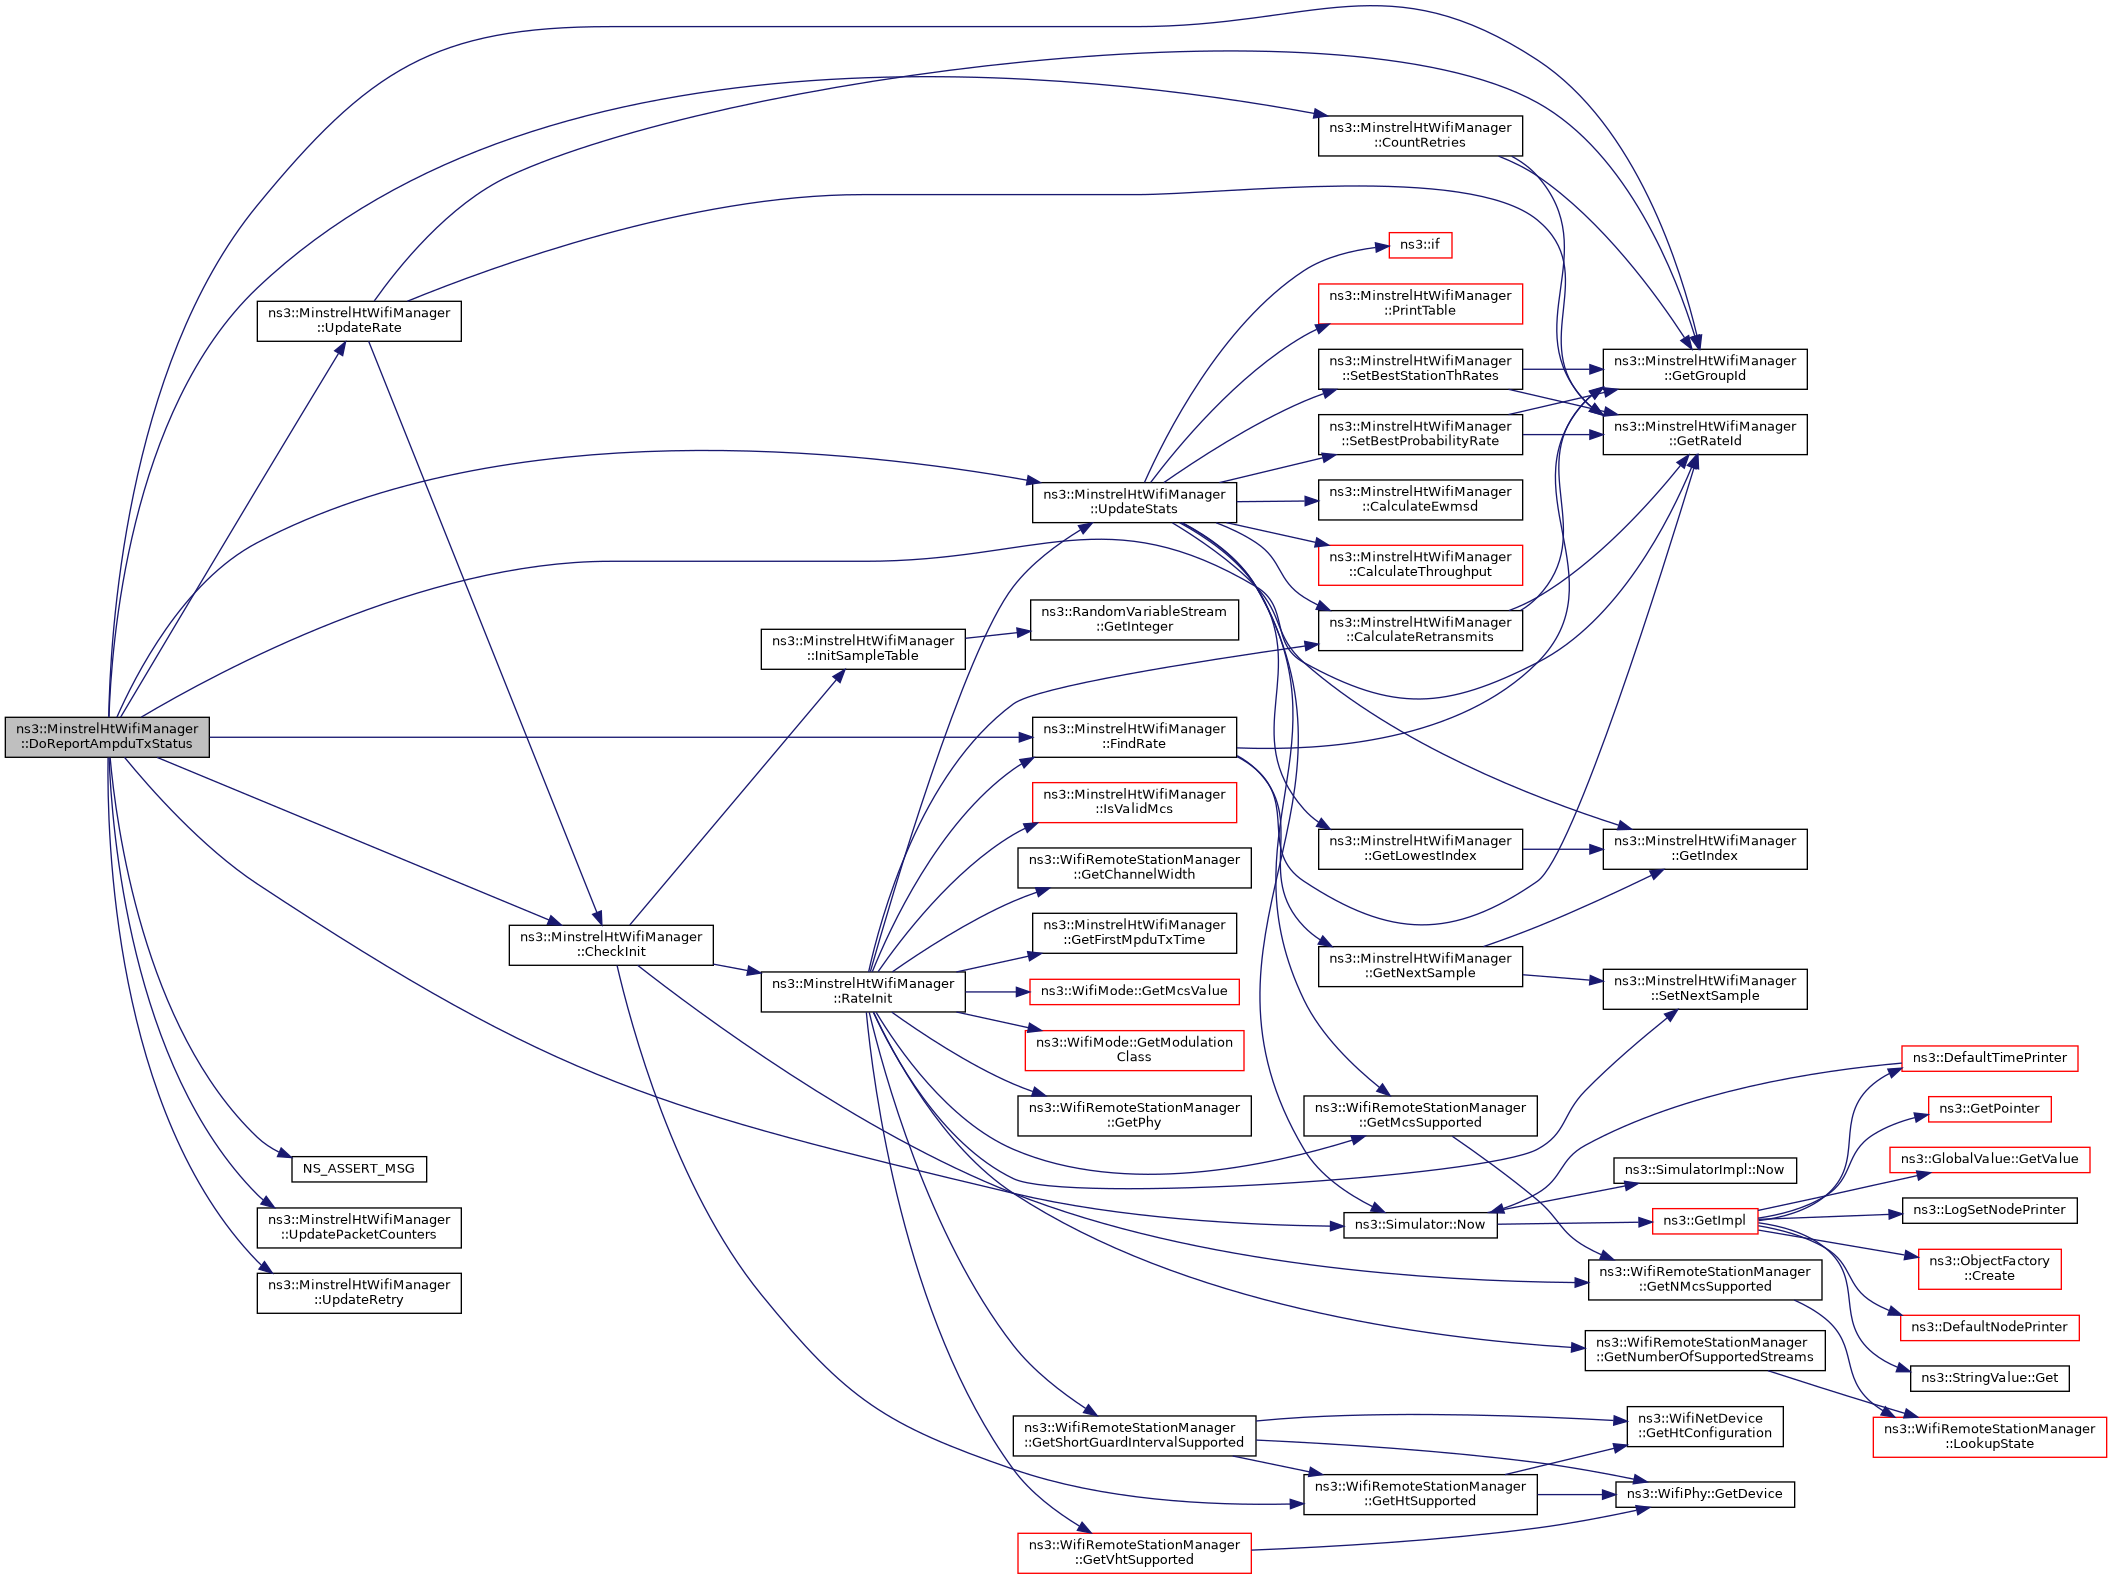 ns3::MinstrelHtWifiManager
::DoReportAmpduTxStatus
ns3::MinstrelHtWifiManager
::UpdateRate
NS_ASSERT_MSG
ns3::MinstrelHtWifiManager
::UpdatePacketCounters
ns3::MinstrelHtWifiManager
::UpdateRetry
ns3::MinstrelHtWifiManager
::CheckInit
ns3::MinstrelHtWifiManager
::InitSampleTable
ns3::MinstrelHtWifiManager
::RateInit
ns3::MinstrelHtWifiManager
::UpdateStats
ns3::RandomVariableStream
::GetInteger
ns3::MinstrelHtWifiManager
::FindRate
ns3::MinstrelHtWifiManager
::IsValidMcs
ns3::WifiRemoteStationManager
::GetChannelWidth
ns3::MinstrelHtWifiManager
::GetFirstMpduTxTime
ns3::WifiMode::GetMcsValue
ns3::WifiMode::GetModulation
Class
ns3::WifiRemoteStationManager
::GetPhy
ns3::WifiRemoteStationManager
::GetShortGuardIntervalSupported
ns3::WifiRemoteStationManager
::GetVhtSupported
ns3::MinstrelHtWifiManager
::CountRetries
ns3::if
ns3::MinstrelHtWifiManager
::PrintTable
ns3::MinstrelHtWifiManager
::SetBestStationThRates
ns3::MinstrelHtWifiManager
::SetBestProbabilityRate
ns3::MinstrelHtWifiManager
::CalculateEwmsd
ns3::MinstrelHtWifiManager
::CalculateThroughput
ns3::MinstrelHtWifiManager
::CalculateRetransmits
ns3::MinstrelHtWifiManager
::GetLowestIndex
ns3::MinstrelHtWifiManager
::GetNextSample
ns3::WifiRemoteStationManager
::GetMcsSupported
ns3::Simulator::Now
ns3::WifiRemoteStationManager
::GetHtSupported
ns3::MinstrelHtWifiManager
::GetGroupId
ns3::MinstrelHtWifiManager
::GetRateId
ns3::MinstrelHtWifiManager
::GetIndex
ns3::MinstrelHtWifiManager
::SetNextSample
ns3::SimulatorImpl::Now
ns3::GetImpl
ns3::WifiRemoteStationManager
::GetNMcsSupported
ns3::WifiRemoteStationManager
::GetNumberOfSupportedStreams
ns3::WifiNetDevice
::GetHtConfiguration
ns3::WifiPhy::GetDevice
ns3::DefaultTimePrinter
ns3::GetPointer
ns3::GlobalValue::GetValue
ns3::LogSetNodePrinter
ns3::ObjectFactory
::Create
ns3::DefaultNodePrinter
ns3::StringValue::Get
ns3::WifiRemoteStationManager
::LookupState